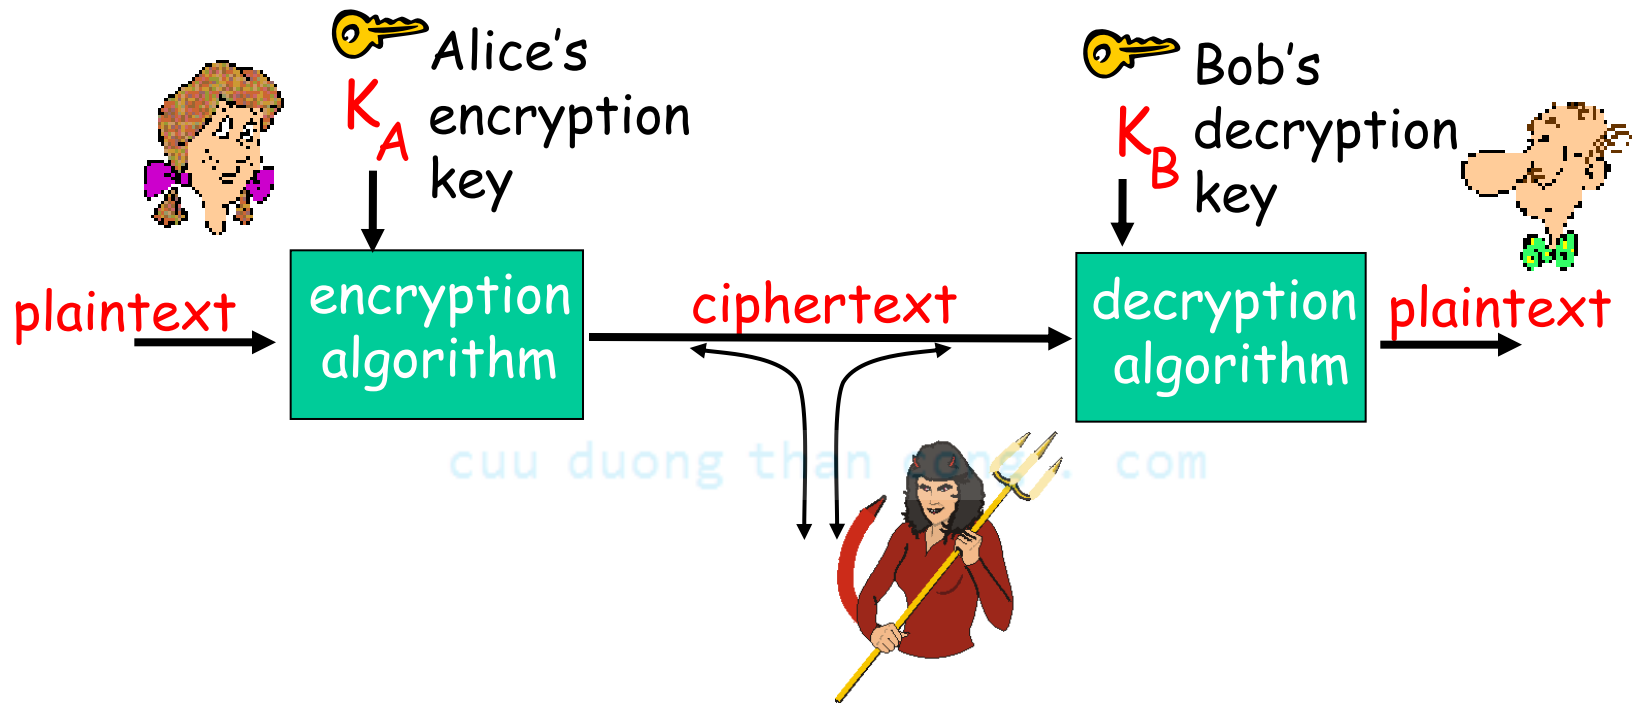 Alice's
encryption
key
K
A
Bob's
decryption
key
K
B
plaintext
encryption
algorithm
ciphertext
decryption
algorithm
plaintext
cuu duong than cong . com